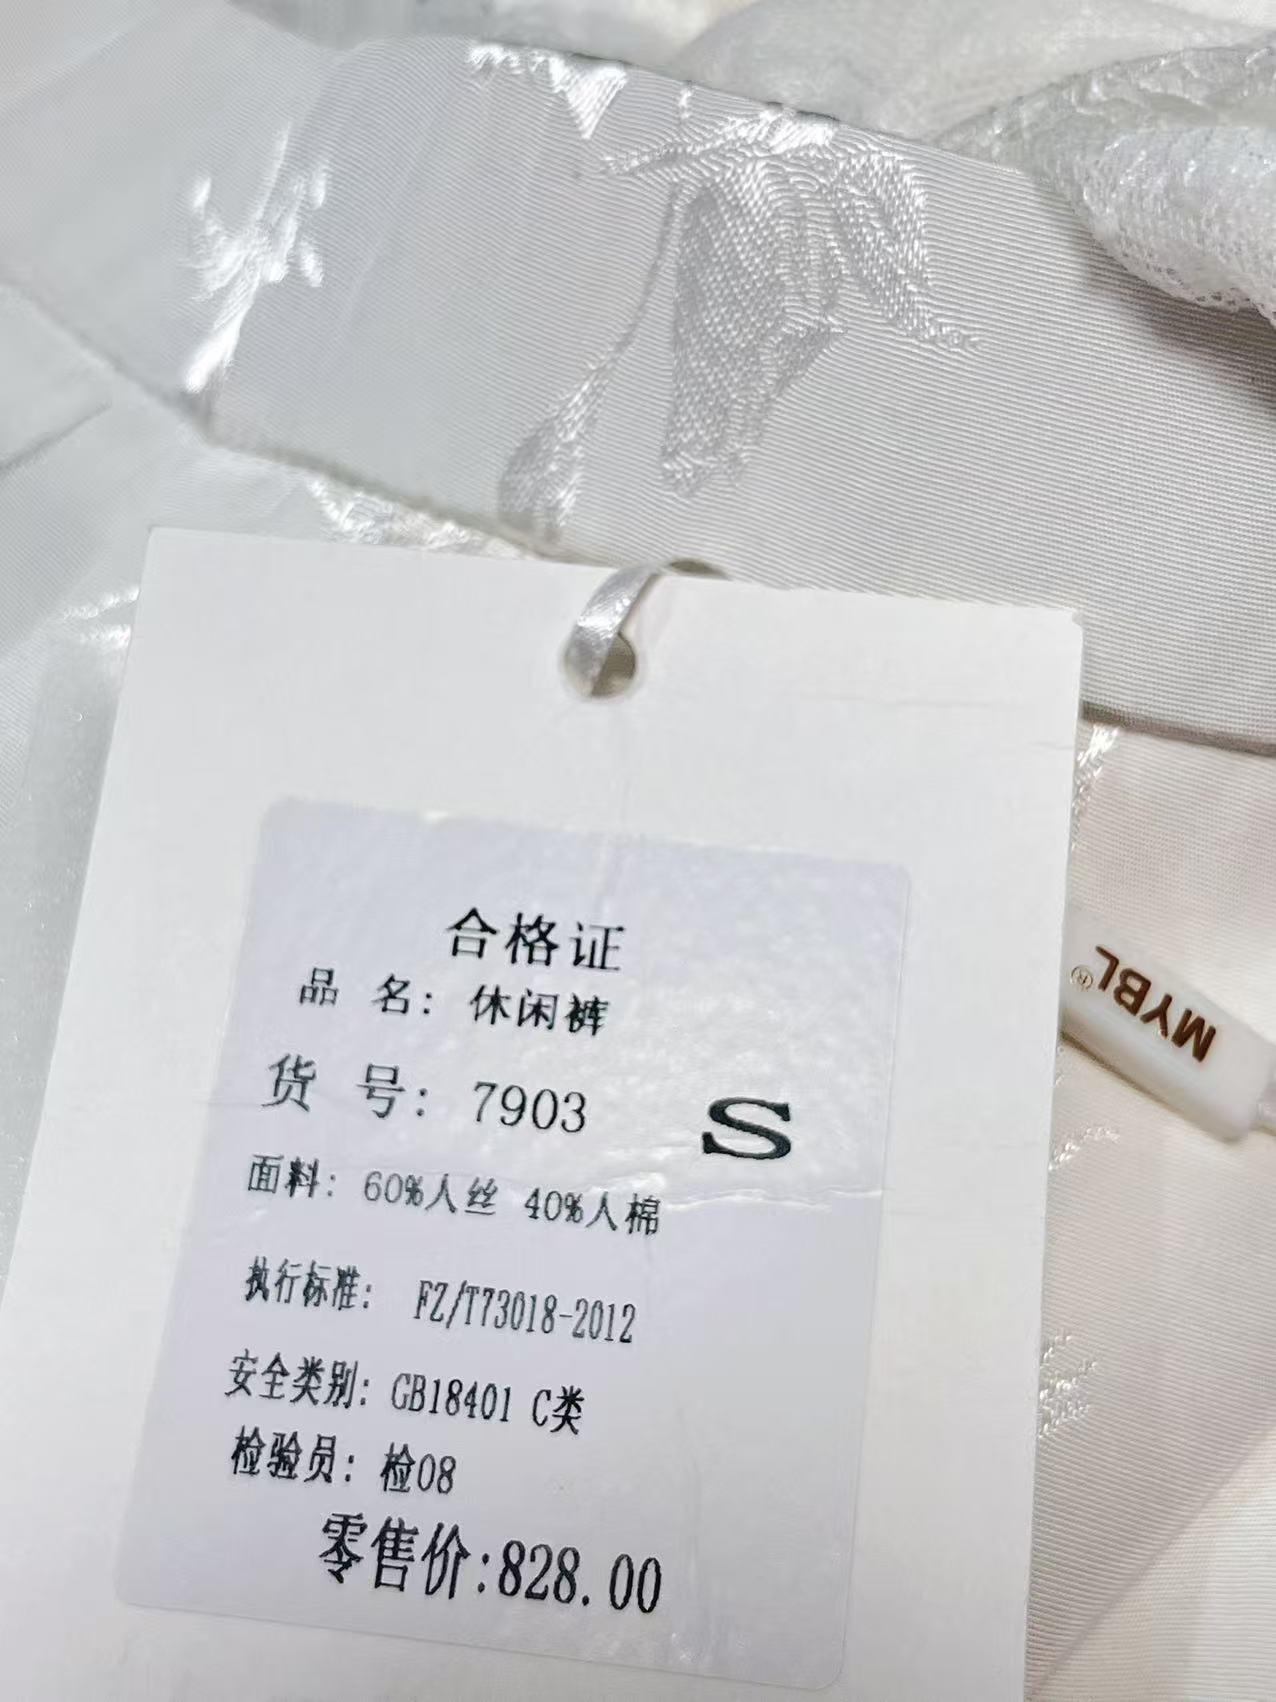 合格证
品 名：休闲裤
货 号：7903 S
面料：60%人丝 40%人棉
执行标准： FZ/T73018-2012
安全类别：GB18401 C类
检验员：检08
零售价:828.00
MYBL®